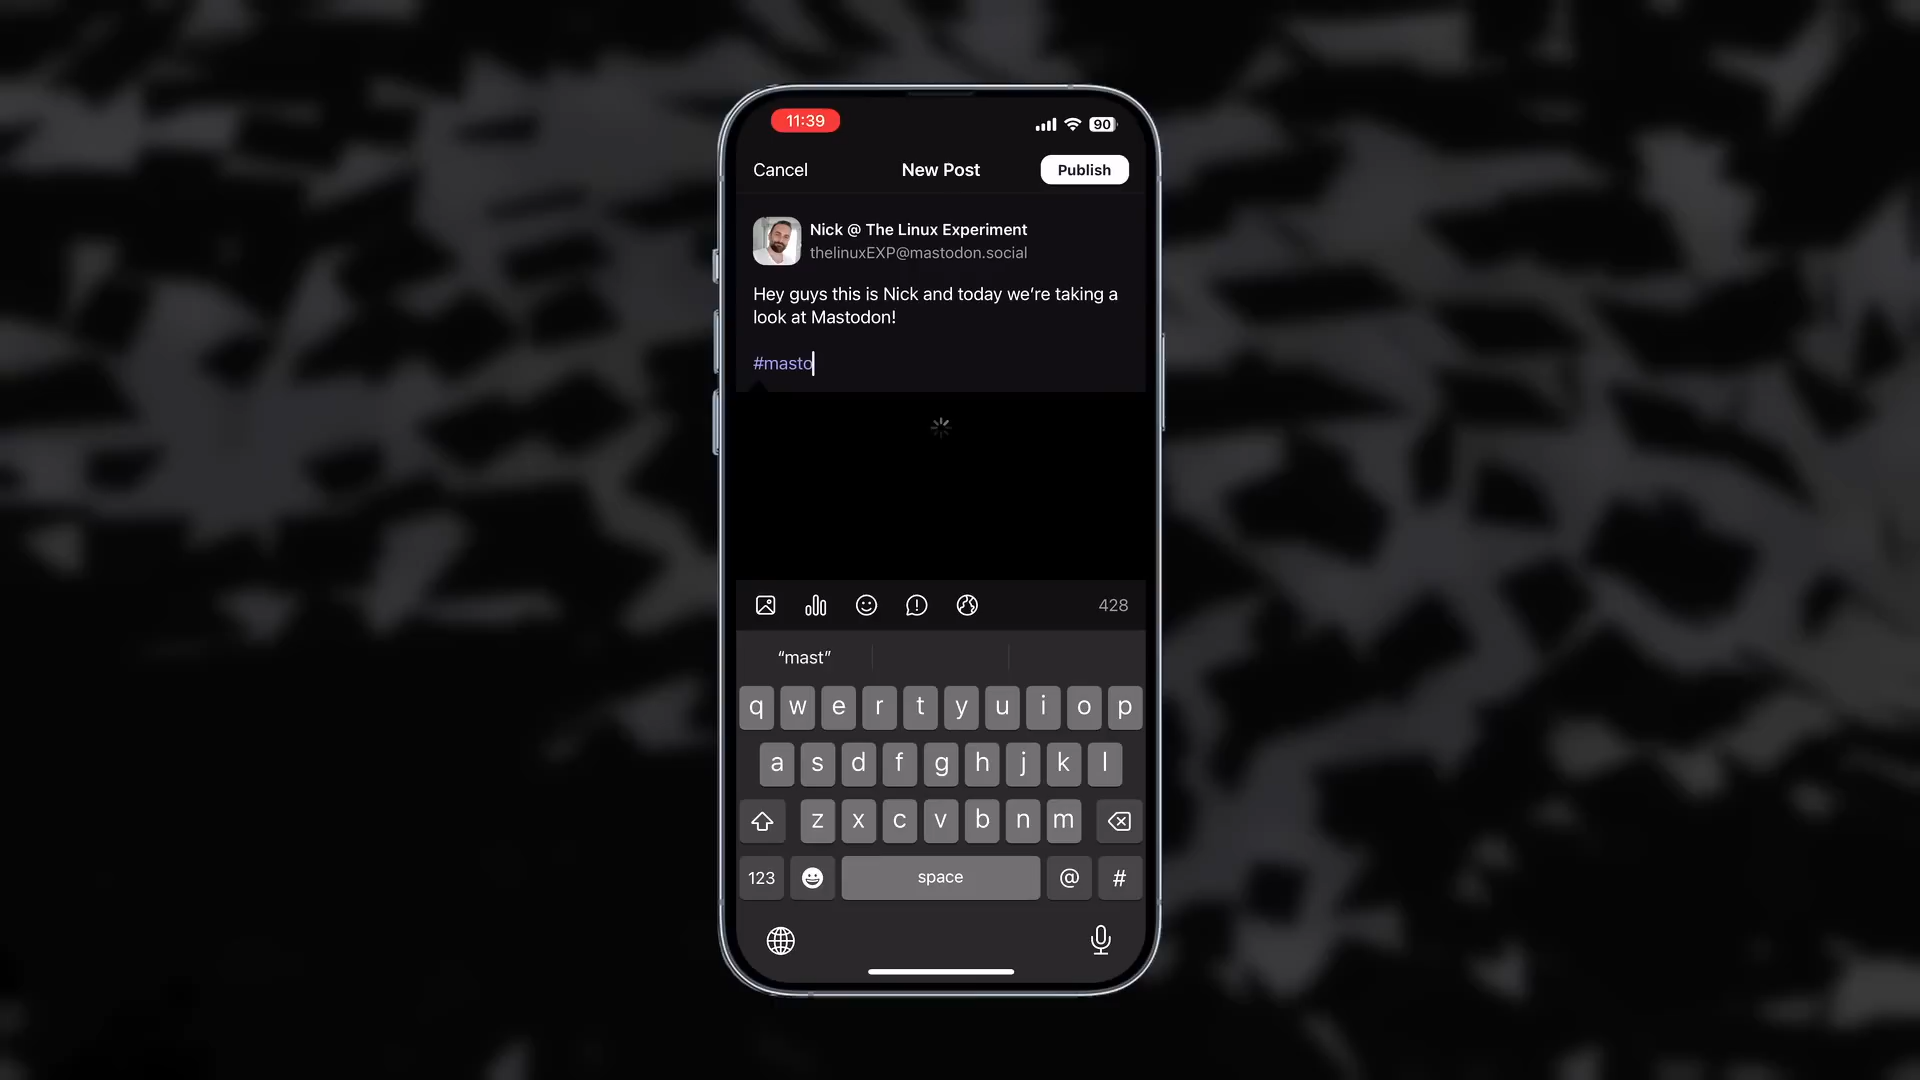 11:39
90
Cancel New Post Publish
Nick @ The Linux Experiment
thelinuxEXP@mastodon.social
Hey guys this is Nick and today we’re taking a
look at Mastodon!
#masto
428
“mast”
q w e r t y u i o p
a s d f g h j k l
z x c v b n m
123 space @ #